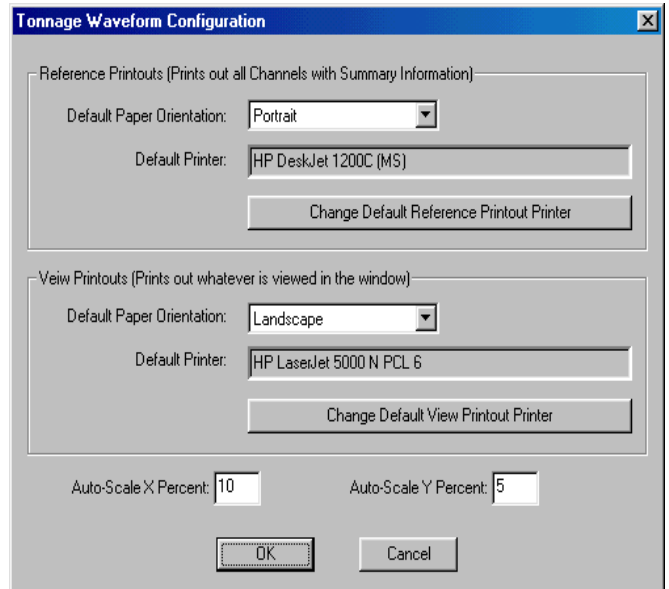 Tonnage Waveform Configuration
Reference Printouts (Prints out all Channels with Summary Information)
Default Paper Orientation: Portrait
Default Printer: HP DeskJet 1200C (MS)
Change Default Reference Printout Printer
Veiw Printouts (Prints out whatever is viewed in the window)
Default Paper Orientation: Landscape
Default Printer: HP LaserJet 5000 N PCL 6
Change Default View Printout Printer
Auto-Scale X Percent: 10 Auto-Scale Y Percent: 5
OK Cancel